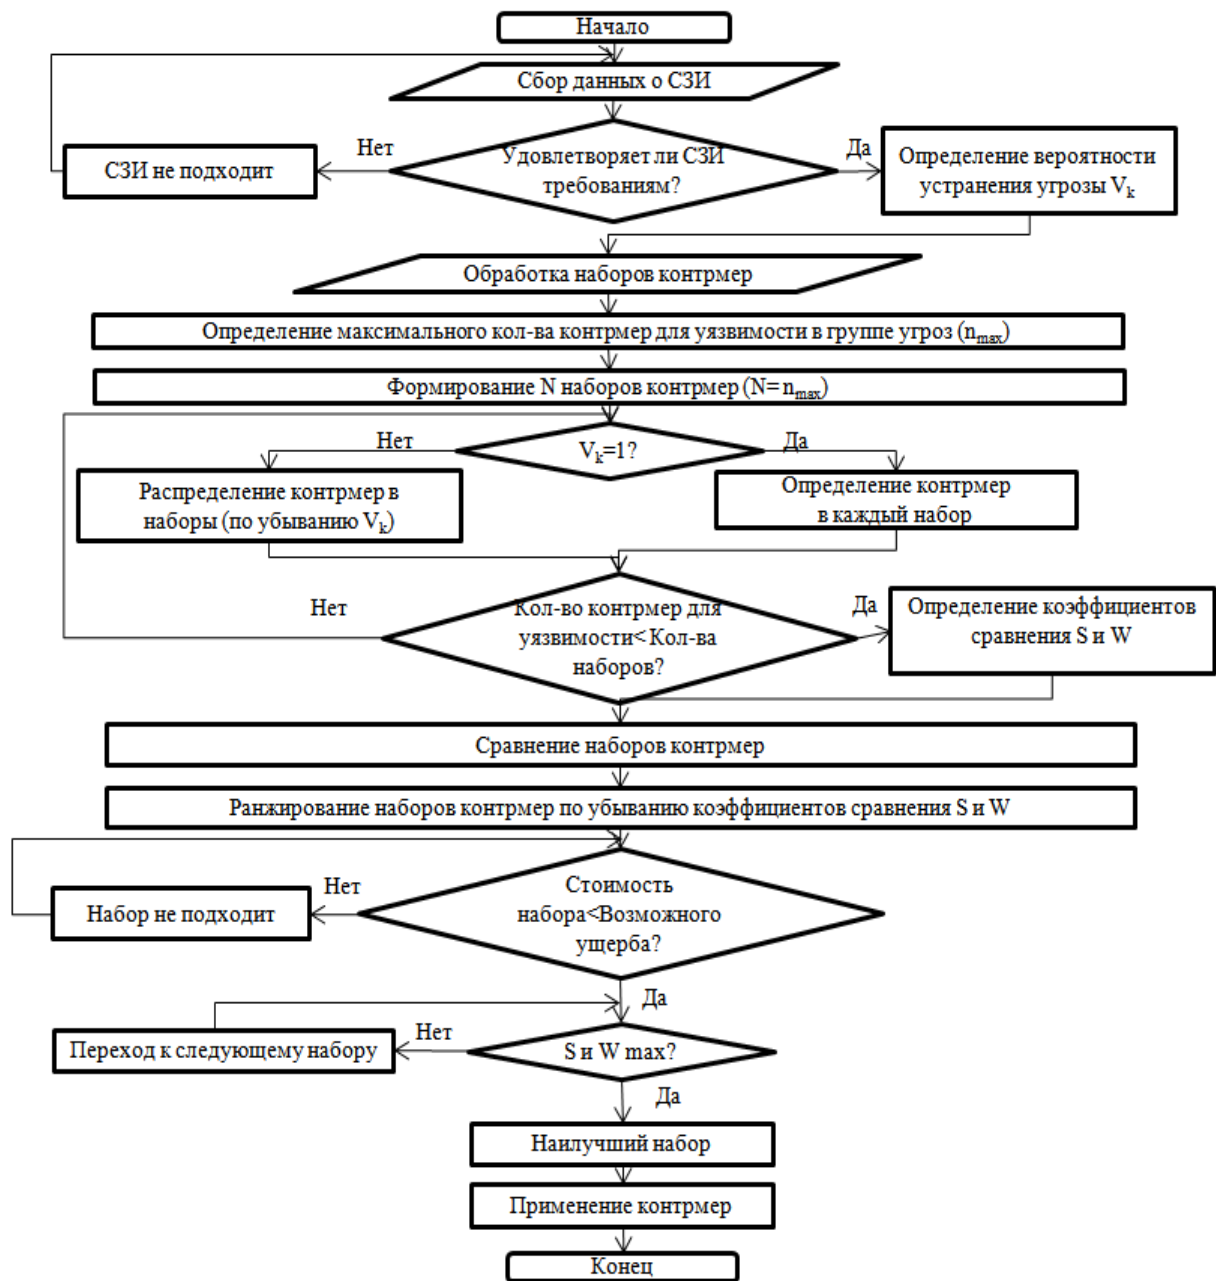 Начало
Сбор данных о СЗИ
Нет
Да
СЗИ не подходит
Удовлетворяет ли СЗИ
требованиям?
Определение вероятности
устранения угрозы Vk
Обработка наборов контрмер
Определение максимального кол-ва контрмер для уязвимости в группе угроз (nmax)
Формирование N наборов контрмер (N= nmax)
Нет
Да
Vk=1?
Распределение контрмер в
наборы (по убыванию Vk)
Определение контрмер
в каждый набор
Нет
Да
Кол-во контрмер для
уязвимости< Кол-ва
наборов?
Определение коэффициентов
сравнения S и W
Сравнение наборов контрмер
Ранжирование наборов контрмер по убыванию коэффициентов сравнения S и W
Нет
Набор не подходит
Стоимость
набора<Возможного
ущерба?
Да
Нет
Переход к следующему набору
S и W max?
Да
Наилучший набор
Применение контрмер
Конец